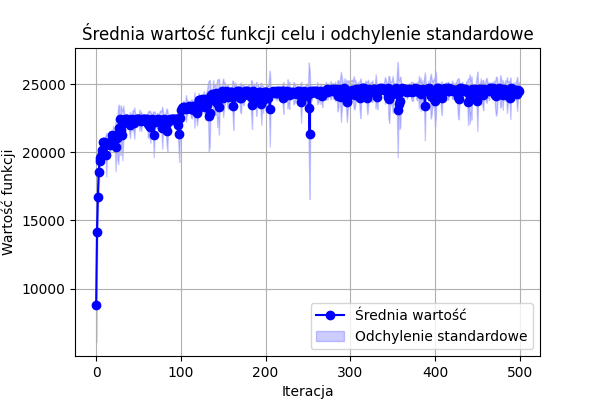 Średnia wartość funkcji celu i odchylenie standardowe
Wartość funkcji
25000
20000
15000
10000
0 100 200 300 400 500
Iteracja
Średnia wartość
Odchylenie standardowe